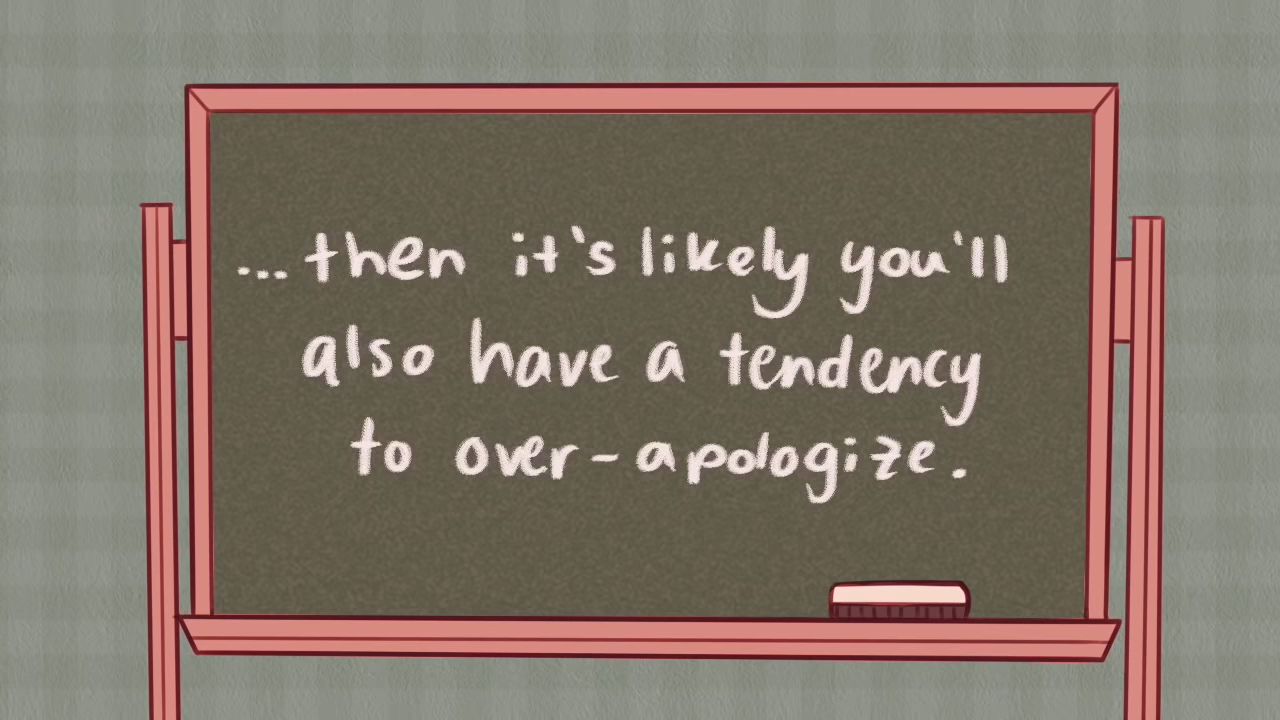 ...then it's likely you'll
also have a tendency
to over-apologize.